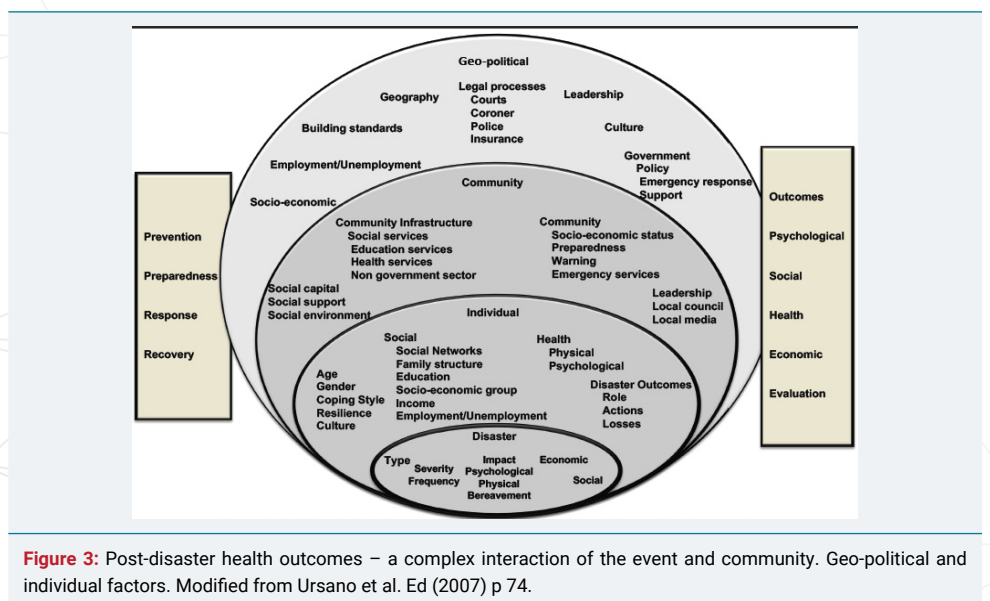 Geo-political
Geography
Legal processes
Courts
Coroner
Police
Insurance
Leadership
Building standards
Culture
Employment/Unemployment
Government
Policy
Emergency response
Support
Socio-economic
Community
Community Infrastructure
Social services
Education services
Health services
Non government sector
Community
Socio-economic status
Preparedness
Warning
Emergency services
Social capital
Social support
Social environment
Leadership
Local council
Local media
Individual
Social
Social Networks
Family structure
Education
Socio-economic group
Income
Employment/Unemployment
Health
Physical
Psychological
Age
Gender
Coping Style
Resilience
Culture
Disaster Outcomes
Role
Actions
Losses
Disaster
Type
Severity
Frequency
Impact
Psychological
Physical
Bereavement
Economic
Social
Prevention
Preparedness
Response
Recovery
Outcomes
Psychological
Social
Health
Economic
Evaluation
Figure 3: Post-disaster health outcomes – a complex interaction of the event and community. Geo-political and
individual factors. Modified from Ursano et al. Ed (2007) p 74.